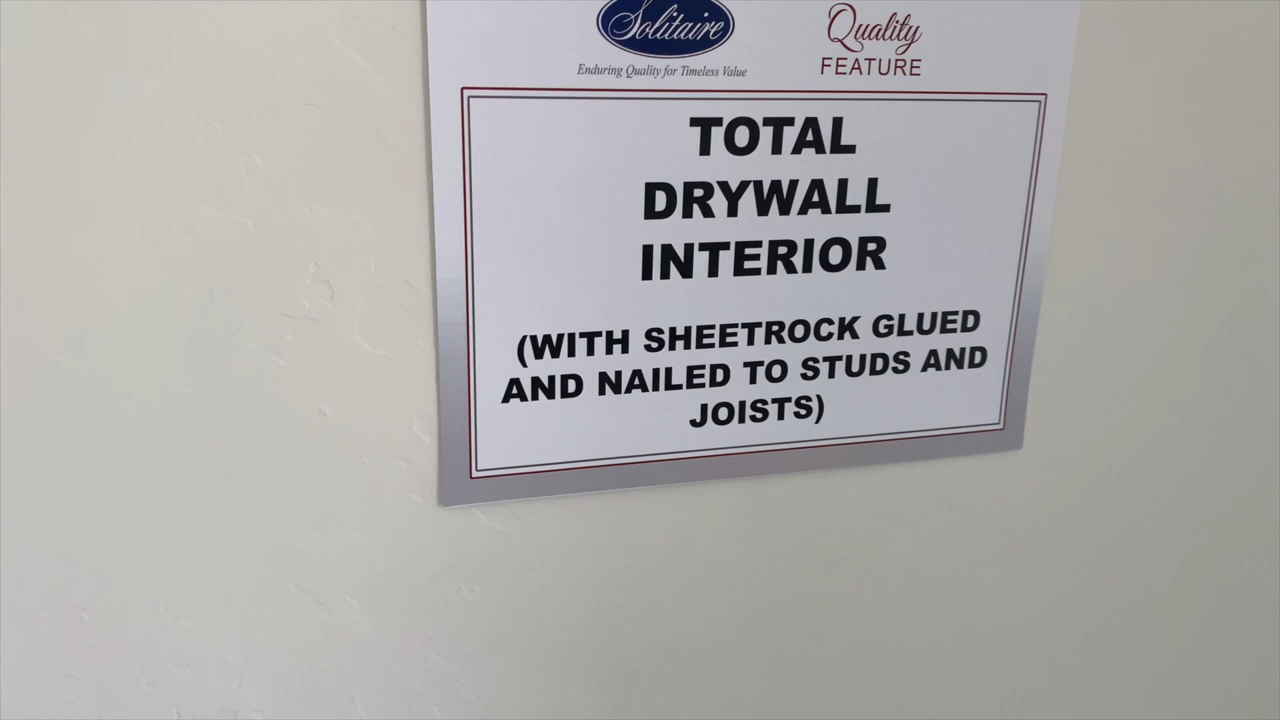 Solitaire
Enduring Quality for Timeless Value
Quality
FEATURE
TOTAL
DRYWALL
INTERIOR
(WITH SHEETROCK GLUED
AND NAILED TO STUDS AND
JOISTS)